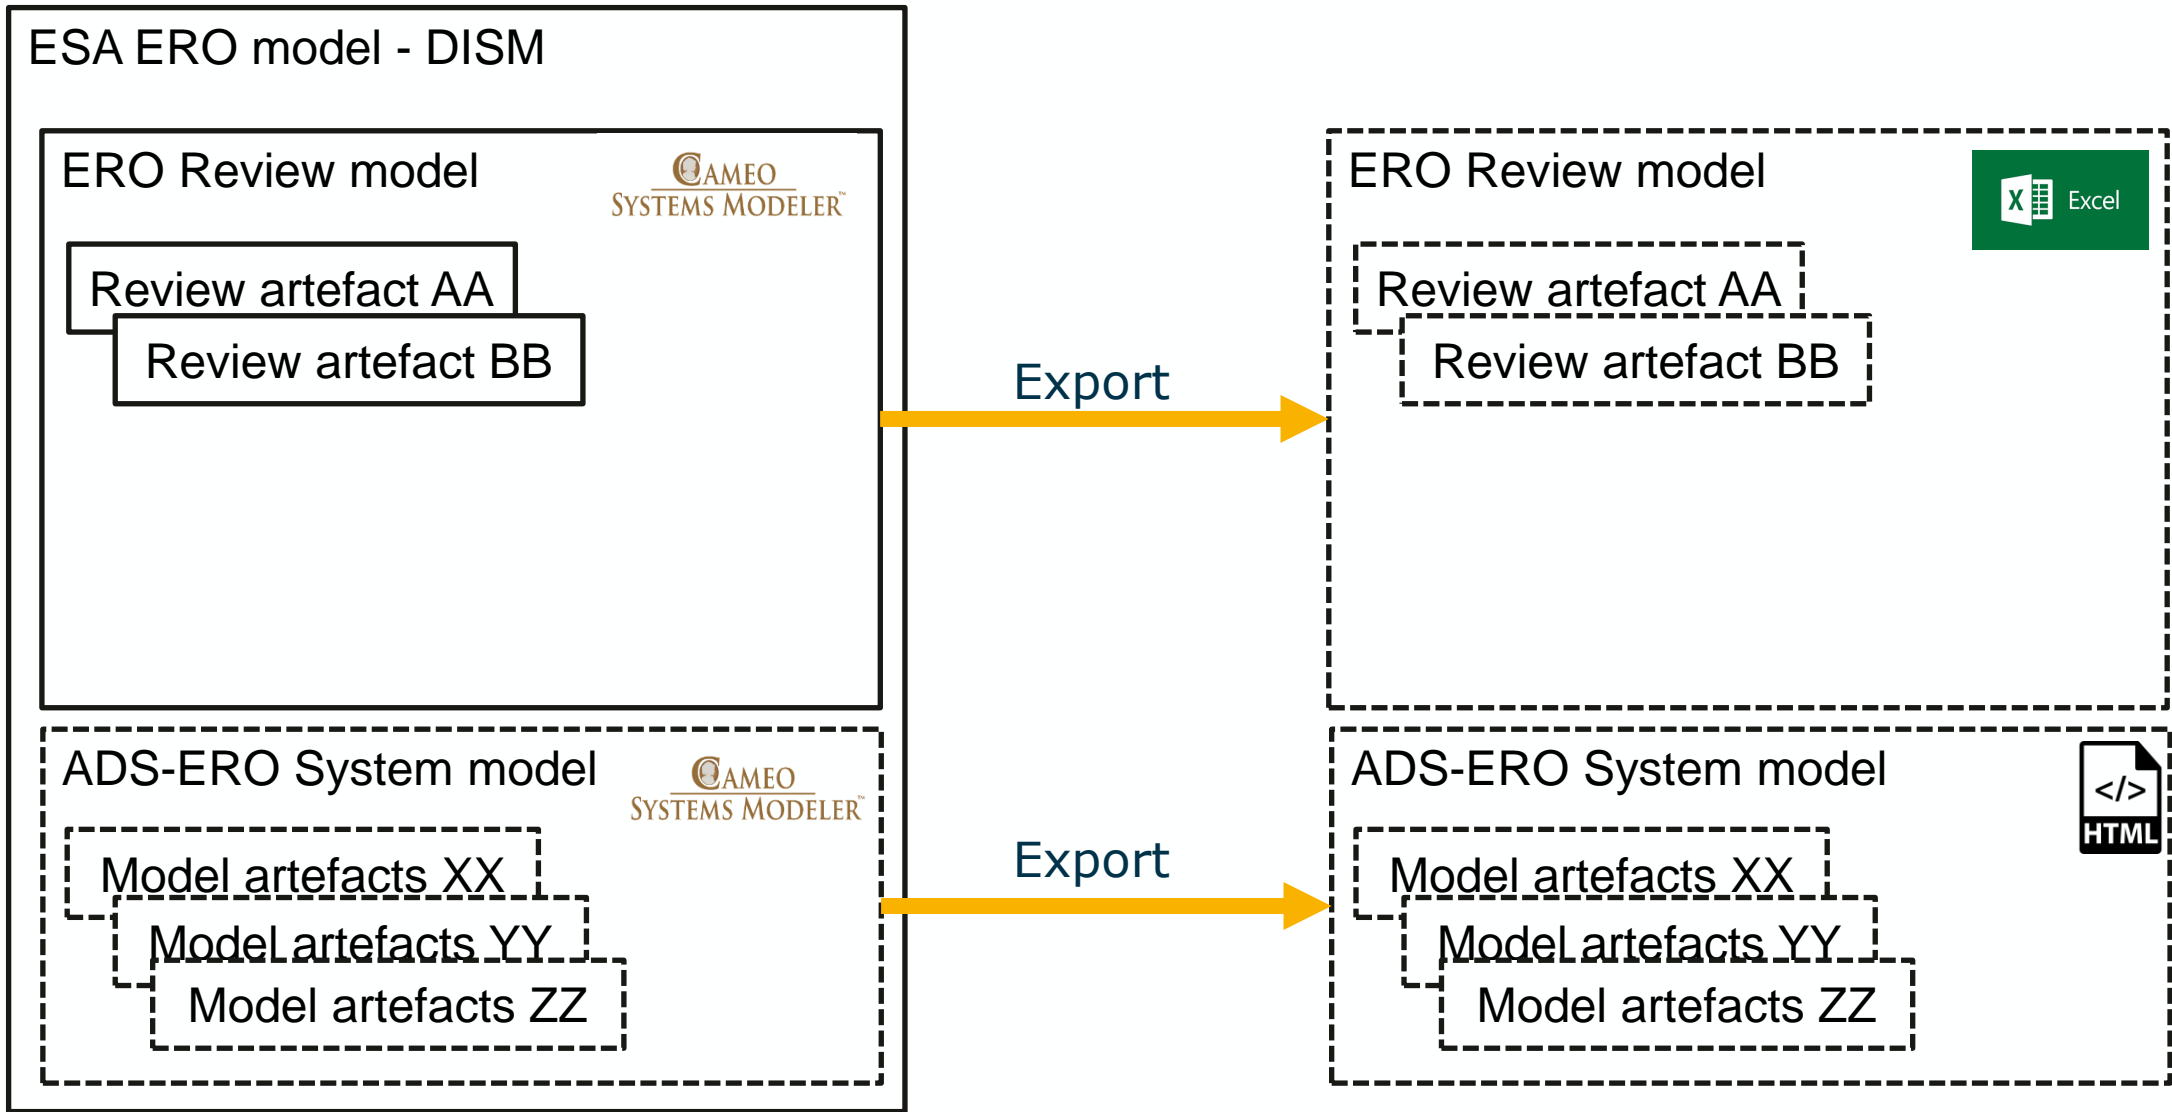 ESA ERO model - DISM
ERO Review model
CAMEO
SYSTEMS MODELER™
Review artefact AA
Review artefact BB
ADS-ERO System model
CAMEO
SYSTEMS MODELER™
Model artefacts XX
Model artefacts YY
Model artefacts ZZ
Export
Export
ERO Review model
X Excel
Review artefact AA
Review artefact BB
ADS-ERO System model
</>
HTML
Model artefacts XX
Model artefacts YY
Model artefacts ZZ